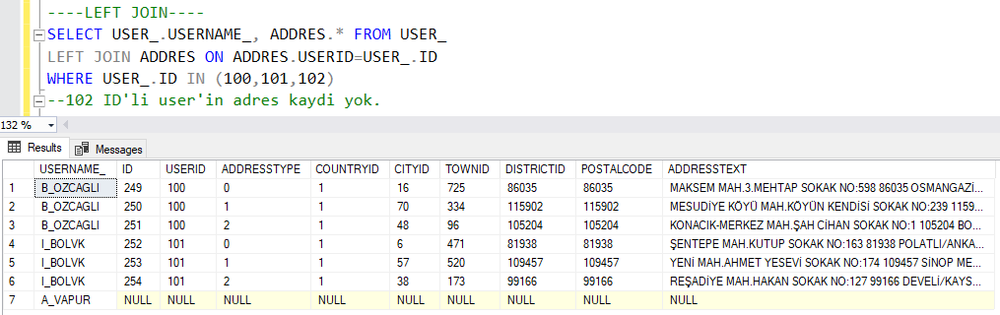 ----LEFT JOIN----
SELECT USER_.USERNAME_, ADDRES.* FROM USER_
LEFT JOIN ADDRES ON ADDRES.USERID=USER_.ID
WHERE USER_.ID IN (100,101,102)
--102 ID'li user'in adres kaydi yok.
132 %
Results Messages
USERNAME_ ID USERID ADDRESSTYPE COUNTRYID CITYID TOWNID DISTRICTID POSTALCODE ADDRESSTEXT
1 B_OZCAGLI 249 100 0 1 16 725 86035 86035 MAKSEM MAH.3.MEHTAP SOKAK NO:598 86035 OSMANGAZİ...
2 B_OZCAGLI 250 100 1 1 70 334 115902 115902 MESUDİYE KÖYÜ MAH.KÖYÜN KENDİSİ SOKAK NO:239 1159...
3 B_OZCAGLI 251 100 2 1 48 96 105204 105204 KONACIK-MERKEZ MAH.ŞAH CİHAN SOKAK NO:1 105204 BO...
4 I_BOLVK 252 101 0 1 6 471 81938 81938 ŞENTEPE MAH.KUTUP SOKAK NO:163 81938 POLATLI/ANKA...
5 I_BOLVK 253 101 1 1 57 520 109457 109457 YENİ MAH.AHMET YESEVİ SOKAK NO:174 109457 SİNOP ME...
6 I_BOLVK 254 101 2 1 38 173 99166 99166 REŞADİYE MAH.HAKAN SOKAK NO:127 99166 DEVELİ/KAYS...
7 A_VAPUR NULL NULL NULL NULL NULL NULL NULL NULL NULL